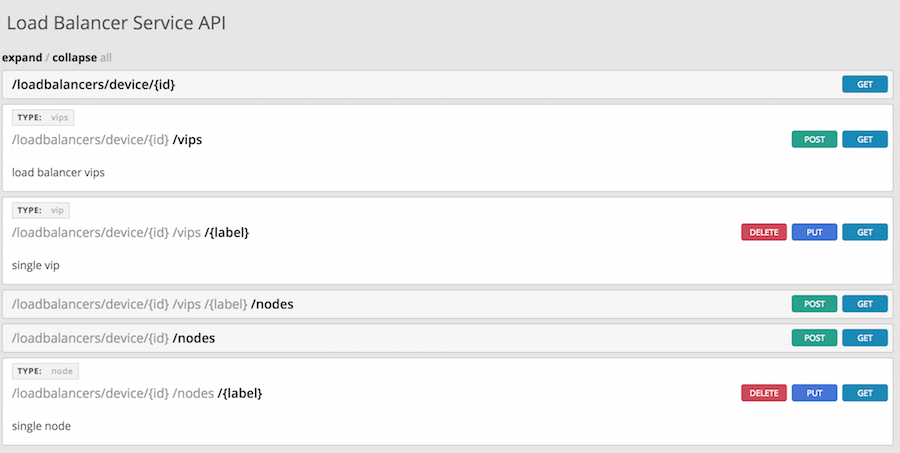 Load Balancer Service API
expand / collapse all
/loadbalancers/device/{id} GET
TYPE: vips
/loadbalancers/device/{id} /vips POST GET
load balancer vips
TYPE: vip
/loadbalancers/device/{id} /vips /{label} DELETE PUT GET
single vip
/loadbalancers/device/{id} /vips /{label} /nodes POST GET
/loadbalancers/device/{id} /nodes POST GET
TYPE: node
/loadbalancers/device/{id} /nodes /{label} DELETE PUT GET
single node